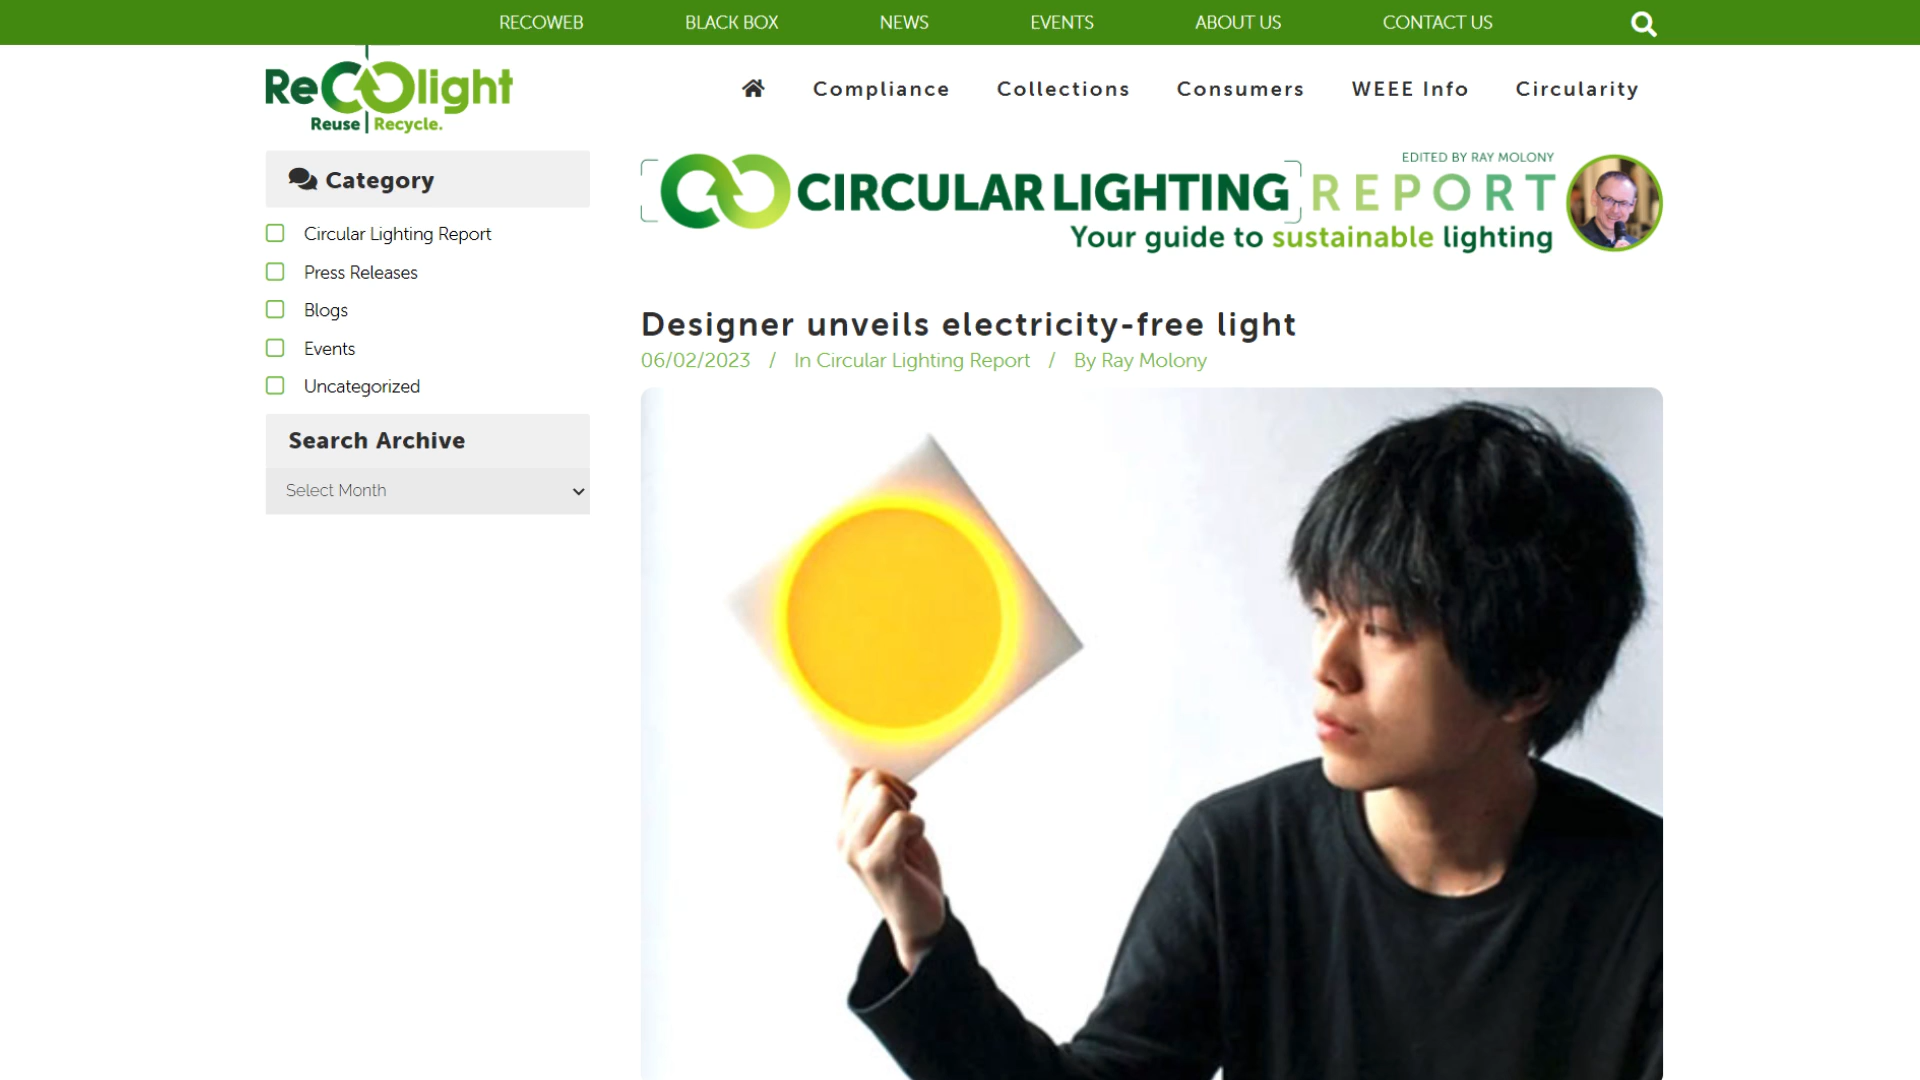 RECOWEB
BLACK BOX
NEWS
EVENTS
ABOUT US
CONTACT US
Recolight
Reuse | Recycle.
Compliance
Collections
Consumers
WEEE Info
Circularity
Category
Circular Lighting Report
Press Releases
Blogs
Events
Uncategorized
Search Archive
Select Month
EDITED BY RAY MOLONY
CIRCULAR LIGHTING REPORT
Your guide to sustainable lighting
Designer unveils electricity-free light
06/02/2023 / In Circular Lighting Report / By Ray Molony